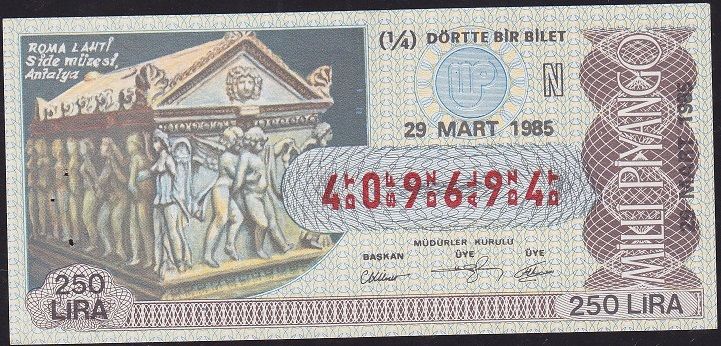 ROMA LAHTİ
Side müzesi,
Antalya
(1/4) DÖRTTE BİR BİLET
MP
N
29 MART 1985
4 0 9 6 9 4
MÜDÜRLER KURULU
BAŞKAN ÜYE ÜYE
250
LİRA
250 LİRA
MİLLİ PİYANGO
29 MART 1985